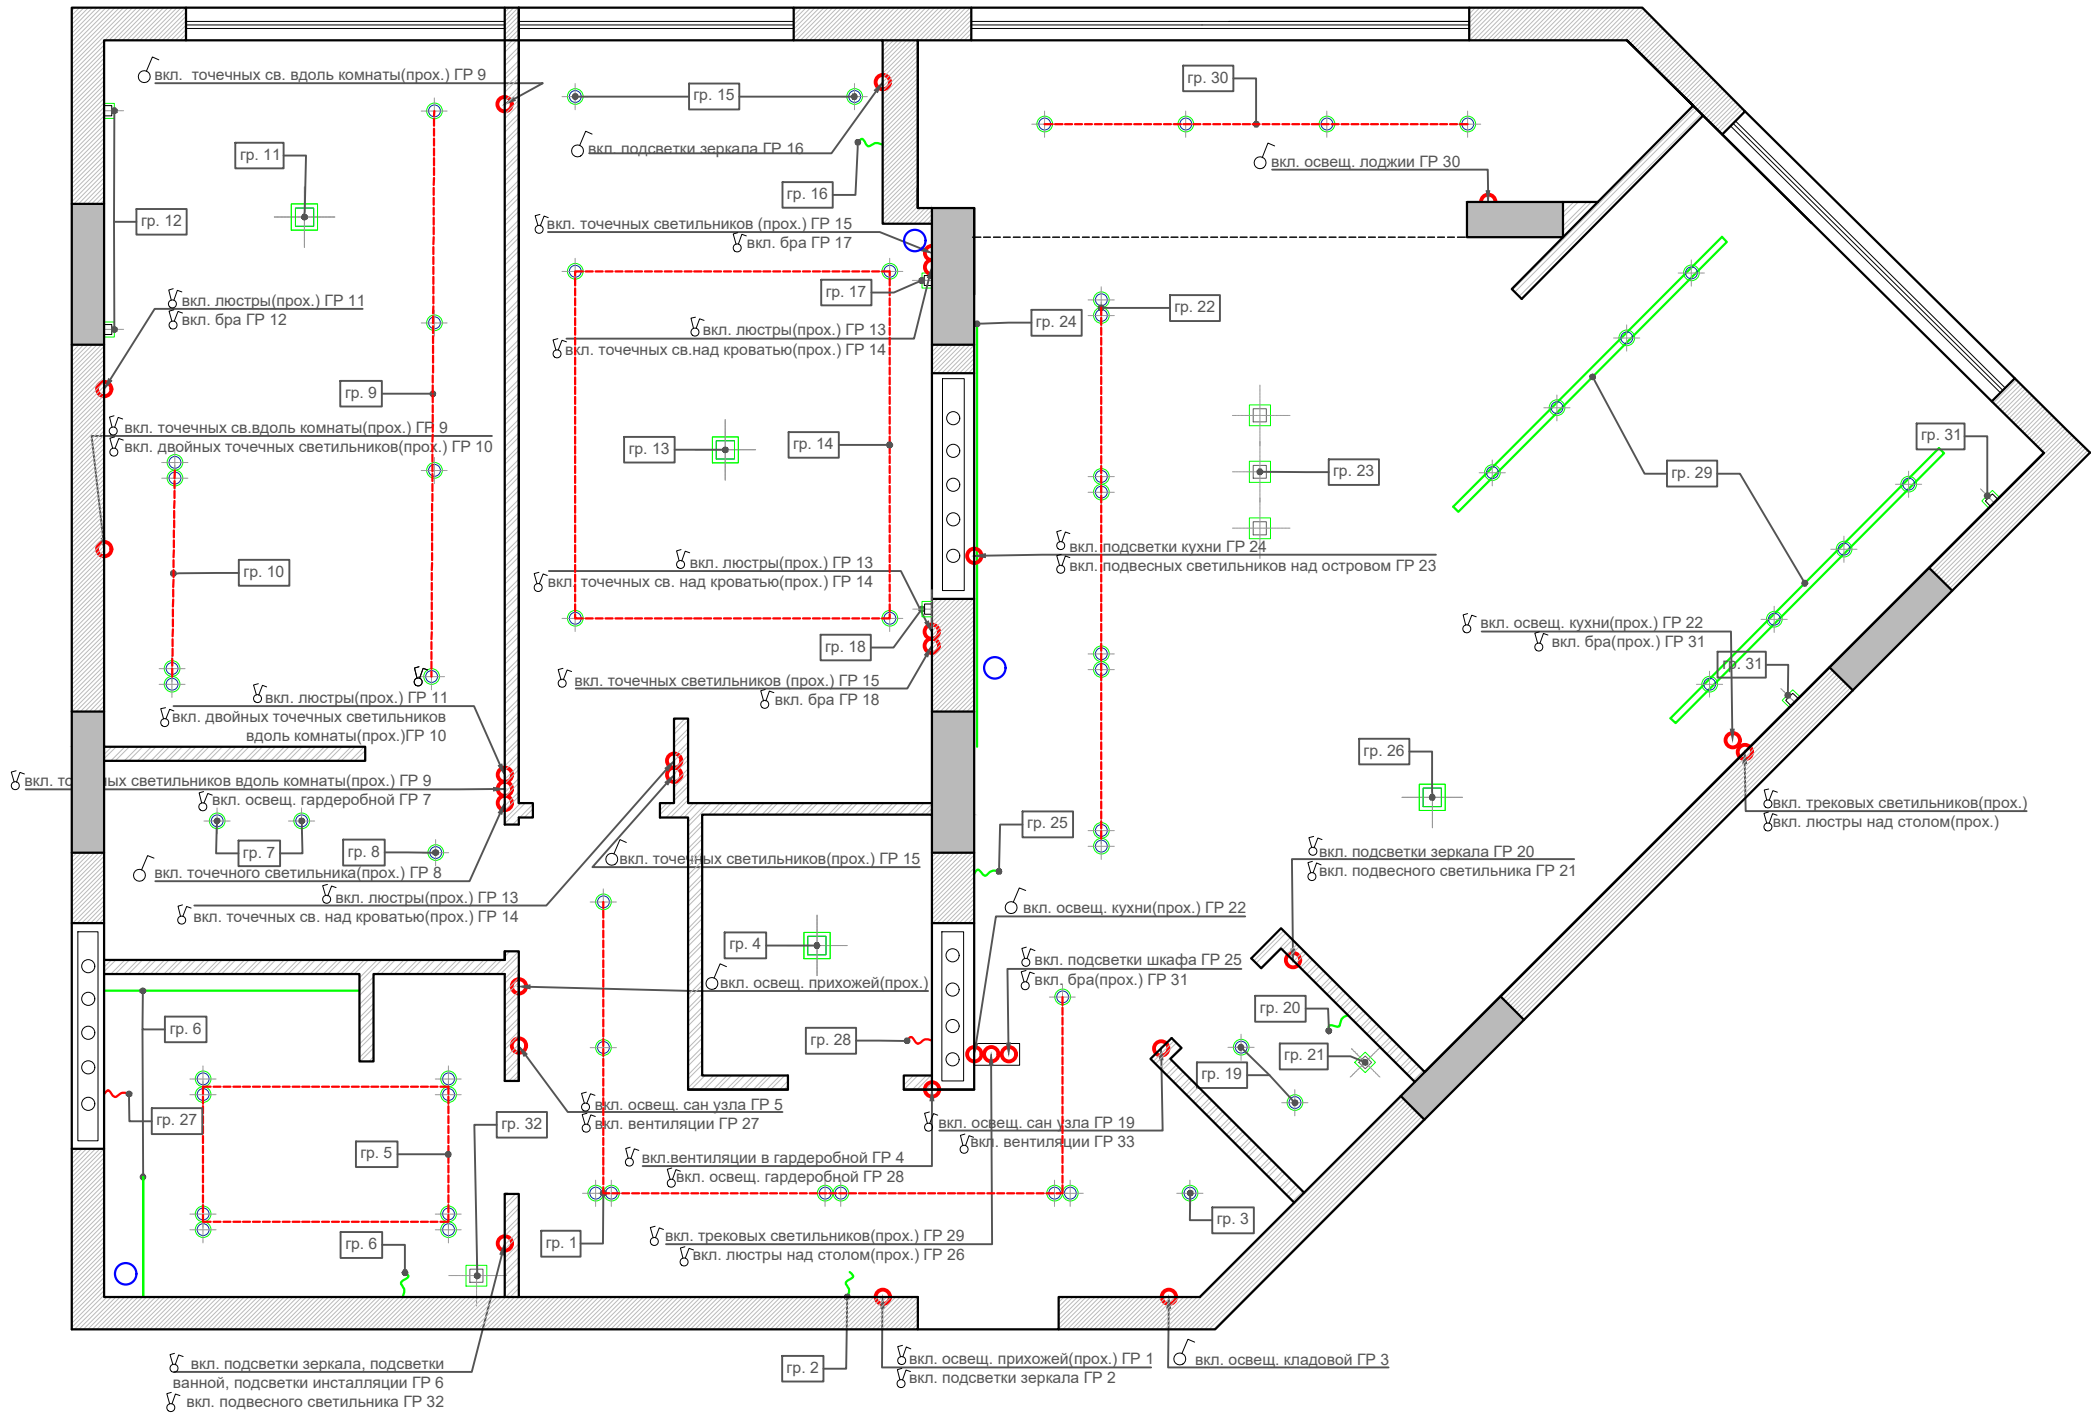 вкл. точечных св. вдоль комнаты(прох.) ГР 9
гр. 15
гр. 30
гр. 11
вкл. подсветки зеркала ГР 16
вкл. освещ. лоджии ГР 30
гр. 16
гр. 12
вкл. точечных светильников (прох.) ГР 15
вкл. бра ГР 17
гр. 17
вкл. люстры(прох.) ГР 11
вкл. бра ГР 12
гр. 24
гр. 22
вкл. люстры(прох.) ГР 13
вкл. точечных св.над кроватью(прох.) ГР 14
гр. 9
вкл. точечных св.вдоль комнаты(прох.) ГР 9
вкл. двойных точечных светильников(прох.) ГР 10
гр. 13
гр. 14
гр. 23
гр. 29
гр. 31
гр. 10
вкл. люстры(прох.) ГР 13
вкл. точечных св. над кроватью(прох.) ГР 14
вкл. подсветки кухни ГР 24
вкл. подвесных светильников над островом ГР 23
гр. 18
вкл. освещ. кухни(прох.) ГР 22
вкл. бра(прох.) ГР 31
гр. 31
вкл. точечных светильников (прох.) ГР 15
вкл. бра ГР 18
вкл. люстры(прох.) ГР 11
вкл. двойных точечных светильников
вдоль комнаты(прох.)ГР 10
гр. 26
вкл. точечных светильников вдоль комнаты(прох.) ГР 9
вкл. освещ. гардеробной ГР 7
вкл. трековых светильников(прох.)
вкл. люстры над столом(прох.)
гр. 25
гр. 7
гр. 8
вкл. точечных светильников(прох.) ГР 15
вкл. точечного светильника(прох.) ГР 8
вкл. подсветки зеркала ГР 20
вкл. подвесного светильника ГР 21
вкл. люстры(прох.) ГР 13
вкл. точечных св. над кроватью(прох.) ГР 14
вкл. освещ. кухни(прох.) ГР 22
гр. 4
вкл. подсветки шкафа ГР 25
вкл. бра(прох.) ГР 31
вкл. освещ. прихожей(прох.)
гр. 20
гр. 6
гр. 28
гр. 21
гр. 19
вкл. освещ. сан узла ГР 5
вкл. вентиляции ГР 27
гр. 27
гр. 32
вкл. освещ. сан узла ГР 19
вкл. вентиляции ГР 33
гр. 5
вкл.вентиляции в гардеробной ГР 4
вкл. освещ. гардеробной ГР 28
гр. 3
вкл. трековых светильников(прох.) ГР 29
вкл. люстры над столом(прох.) ГР 26
гр. 6
гр. 1
гр. 2
вкл. освещ. прихожей(прох.) ГР 1
вкл. подсветки зеркала ГР 2
вкл. освещ. кладовой ГР 3
вкл. подсветки зеркала, подсветки
ванной, подсветки инсталляции ГР 6
вкл. подвесного светильника ГР 32